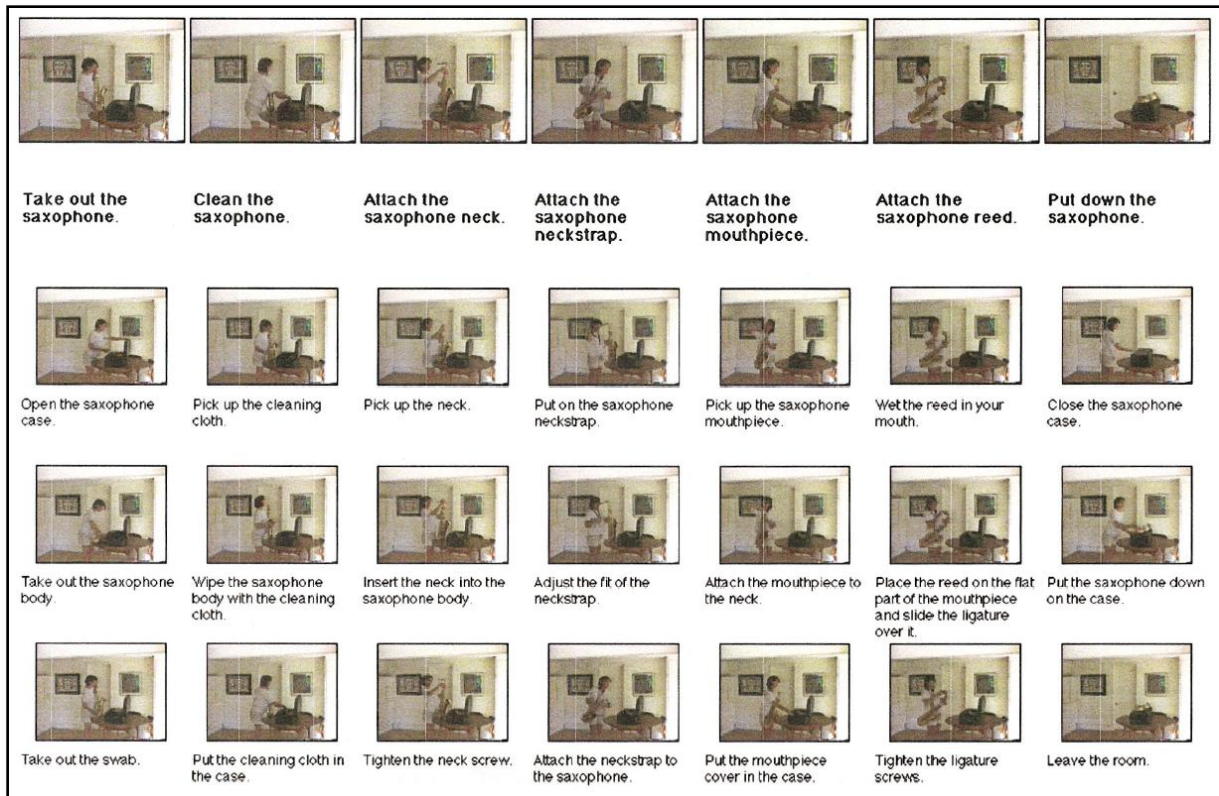 Take out the
saxophone.
Clean the
saxophone.
Attach the
saxophone neck.
Attach the
saxophone
neckstrap.
Attach the
saxophone
mouthpiece.
Attach the
saxophone reed.
Put down the
saxophone.
Open the saxophone
case.
Pick up the cleaning
cloth.
Pick up the neck.
Put on the saxophone
neckstrap.
Pick up the saxophone
mouthpiece.
Wet the reed in your
mouth.
Close the saxophone
case.
Take out the saxophone
body.
Wipe the saxophone
body with the cleaning
cloth.
Insert the neck into the
saxophone body.
Adjust the fit of the
neckstrap.
Attach the mouthpiece to
the neck.
Place the reed on the flat
part of the mouthpiece
and slide the ligature
over it.
Put the saxophone down
on the case.
Take out the swab.
Put the cleaning cloth in
the case.
Tighten the neck screw.
Attach the neckstrap to
the saxophone.
Put the mouthpiece
cover in the case.
Tighten the ligature
screws.
Leave the room.